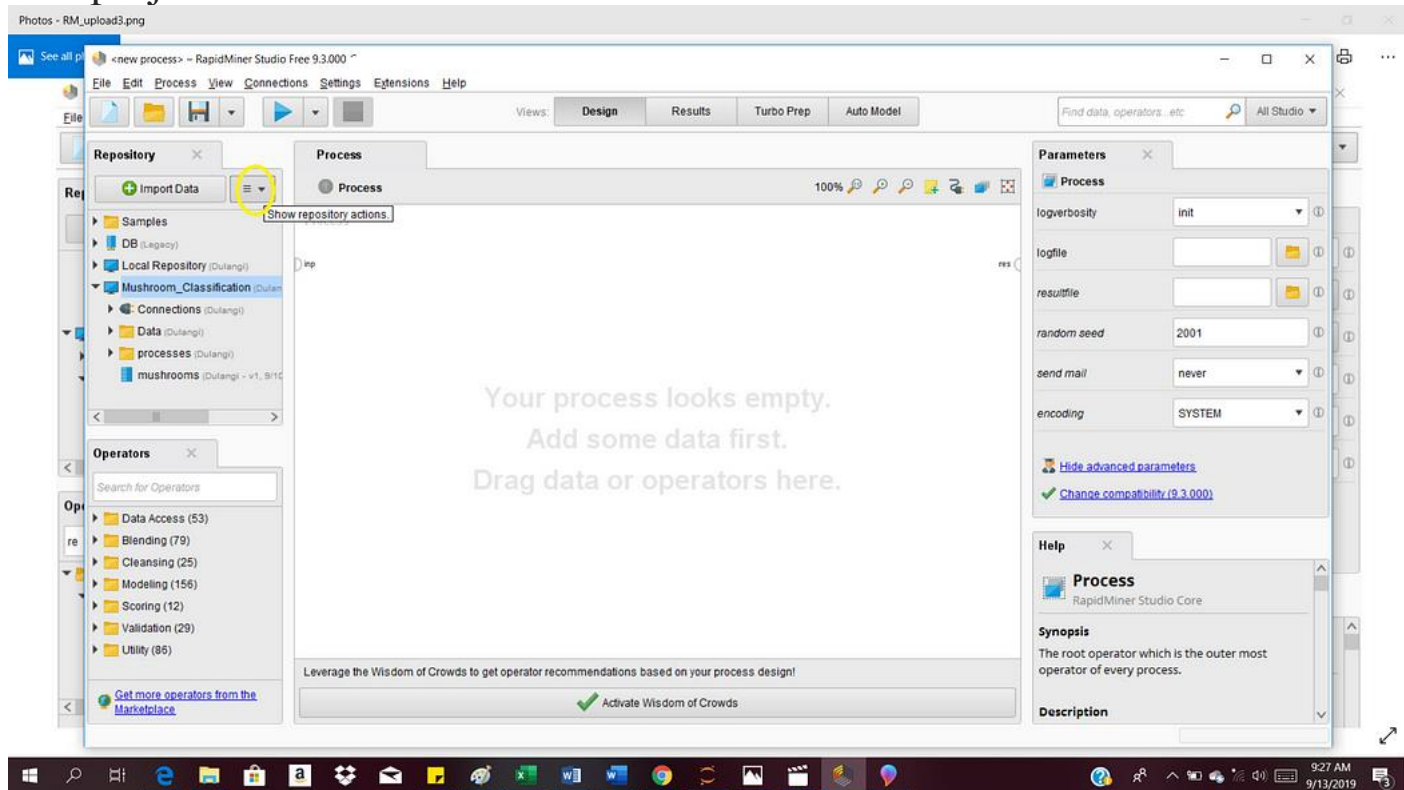 Photos - RM_upload3.png
See all p
<new process> – RapidMiner Studio Free 9.3.000
File Edit Process View Connections Settings Extensions Help
File
Views: Design Results Turbo Prep Auto Model
Find data, operators...etc
All Studio
Repository
Process
Parameters
Rep
Import Data
Process
100%
Process
Show repository actions.
Process
Samples
DB (Legacy)
Local Repository (Dulangi)
Mushroom_Classification (Dulan
Connections (Dulangi)
Data (Dulangi)
processes (Dulangi)
mushrooms (Dulangi - v1, 9/10
inp
res
logverbosity init
logfile
resultfile
random seed 2001
send mail never
encoding SYSTEM
Hide advanced parameters
Change compatibility (9.3.000)
Your process looks empty.
Add some data first.
Drag data or operators here.
Operators
Search for Operators
Ope
re
Data Access (53)
Blending (79)
Cleansing (25)
Modeling (156)
Scoring (12)
Validation (29)
Utility (86)
Get more operators from the
Marketplace
Leverage the Wisdom of Crowds to get operator recommendations based on your process design!
Activate Wisdom of Crowds
Help
Process
RapidMiner Studio Core
Synopsis
The root operator which is the outer most
operator of every process.
Description
9:27 AM
9/13/2019